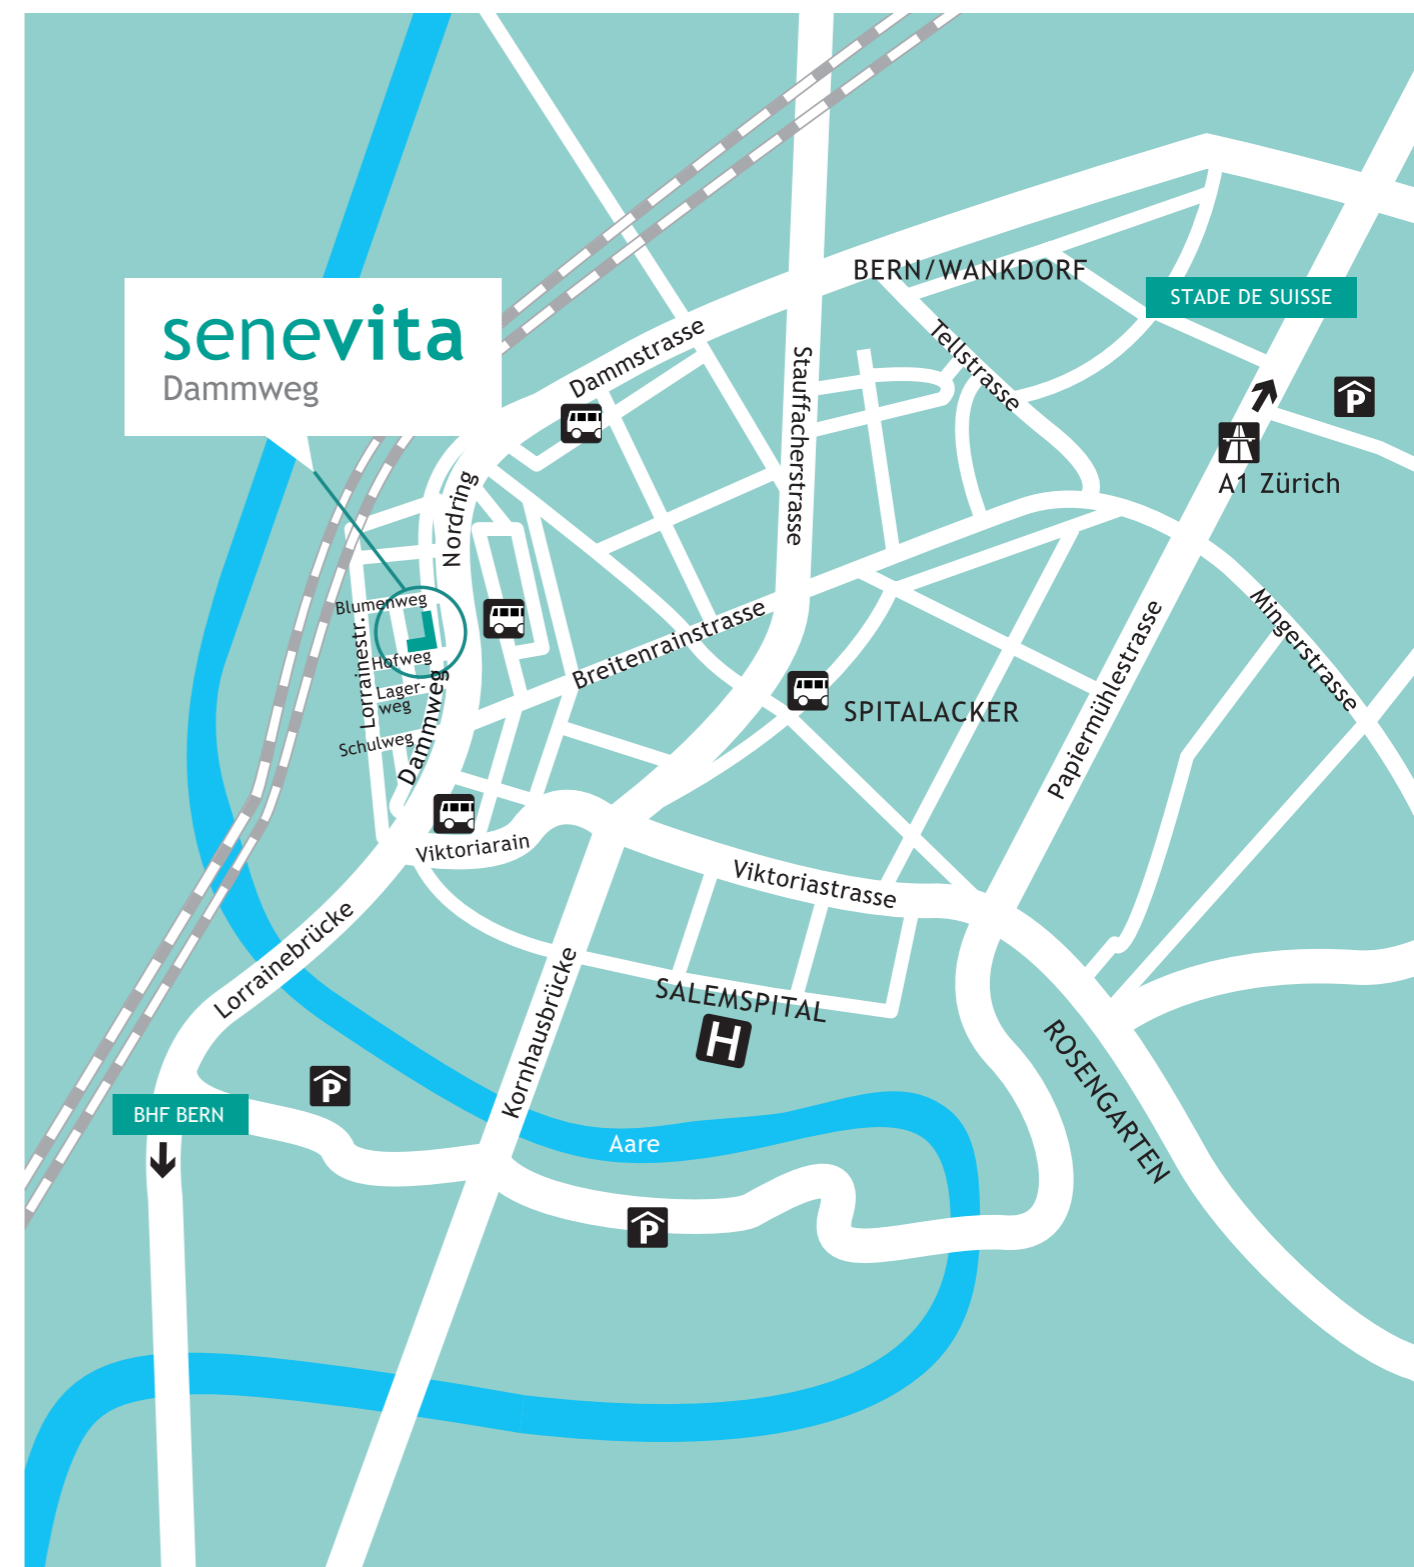 BERN/WANKDORF
STADE DE SUISSE
senevita
Dammweg
Dammstrasse
Tellstrasse
Stauffacherstrasse
P
A1 Zürich
Nordring
Blumenweg
Lorrainestr.
Hofweg
Lager-
weg
Schulweg
Dammweg
Breitenrainstrasse
SPITALACKER
Papiermühlestrasse
Mingerstrasse
Viktoriarain
Viktoriastrasse
Lorrainebrücke
Kornhausbrücke
SALEMSPITAL
H
ROSENGARTEN
P
BHF BERN
Aare
P